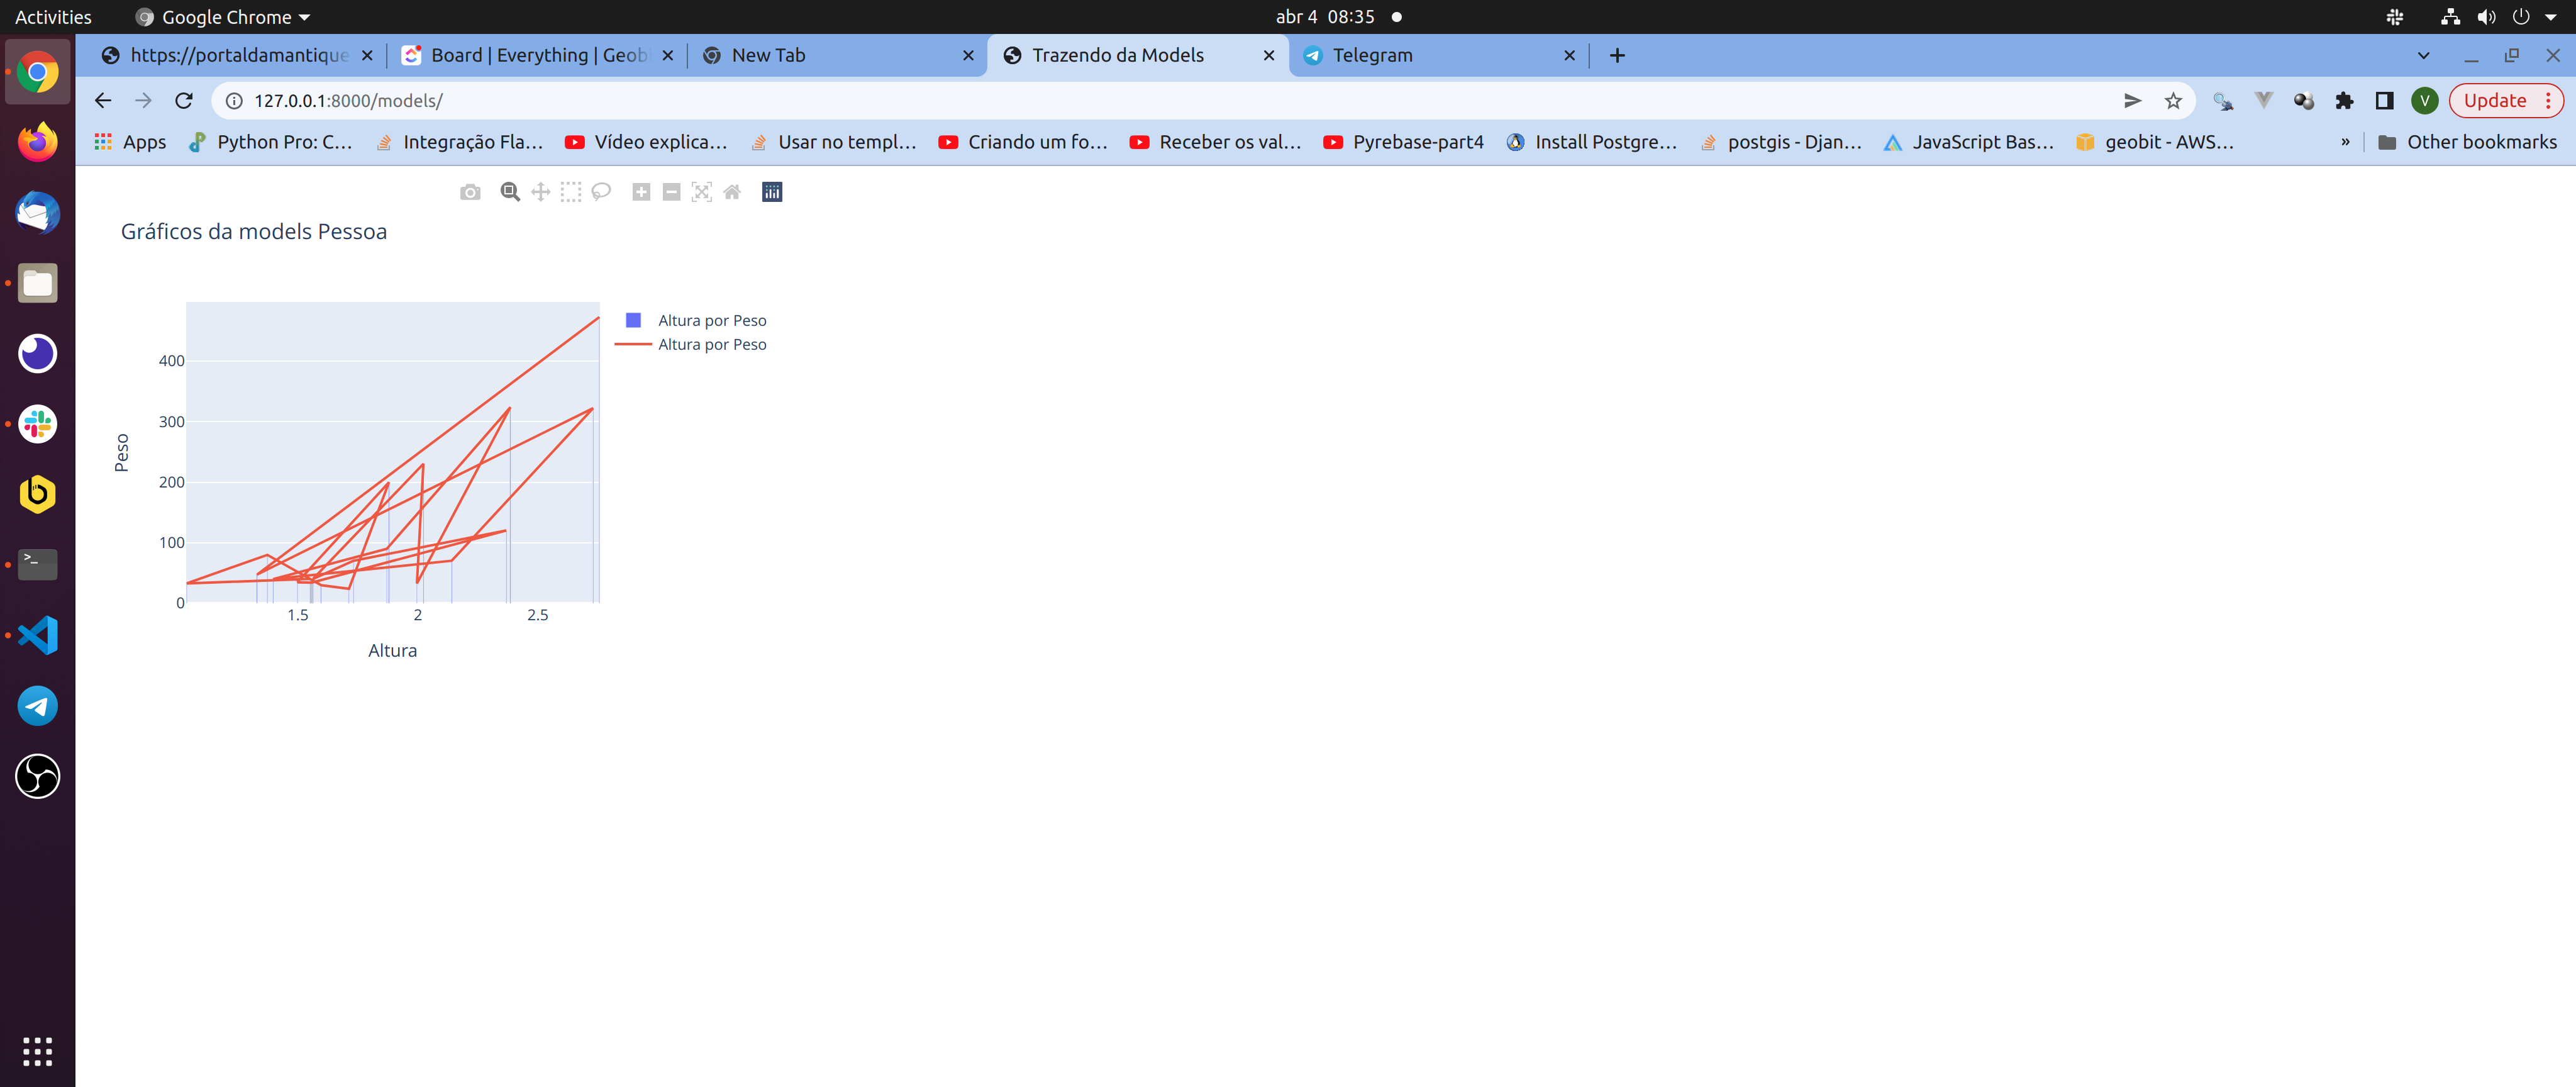 Activities
Google Chrome
abr 4 08:35
https://portaldamantique
Board | Everything | Geob
New Tab
Trazendo da Models
Telegram
127.0.0.1:8000/models/
V
Update
Apps
Python Pro: C...
Integração Fla...
Vídeo explica...
Usar no templ...
Criando um fo...
Receber os val...
Pyrebase-part4
Install Postgre...
postgis - Djan...
JavaScript Bas...
geobit - AWS...
»
Other bookmarks
Gráficos da models Pessoa
Altura por Peso
Altura por Peso
400
300
200
100
0
Peso
1.5
2
2.5
Altura